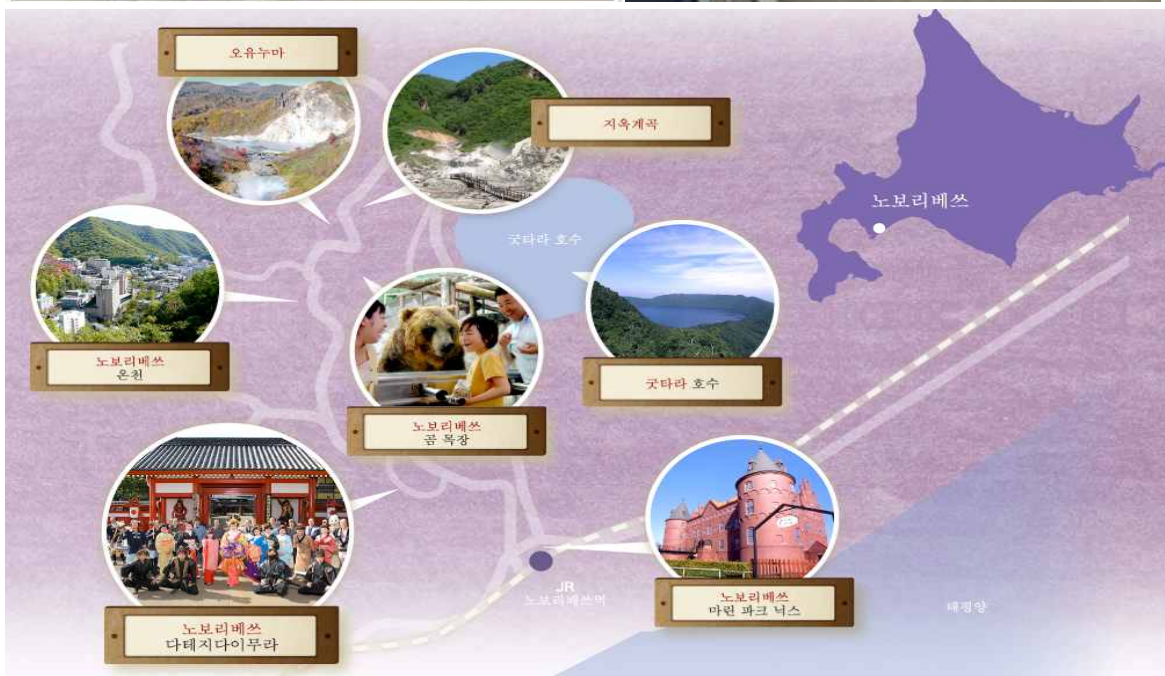 오유누마
지옥계곡
노보리베쓰
굿타라 호수
노보리베쓰
온천
굿타라 호수
노보리베쓰
곰 목장
노보리베쓰
다테지다이무라
JR
노보리베쓰역
노보리베쓰
마린 파크 닉스
태평양